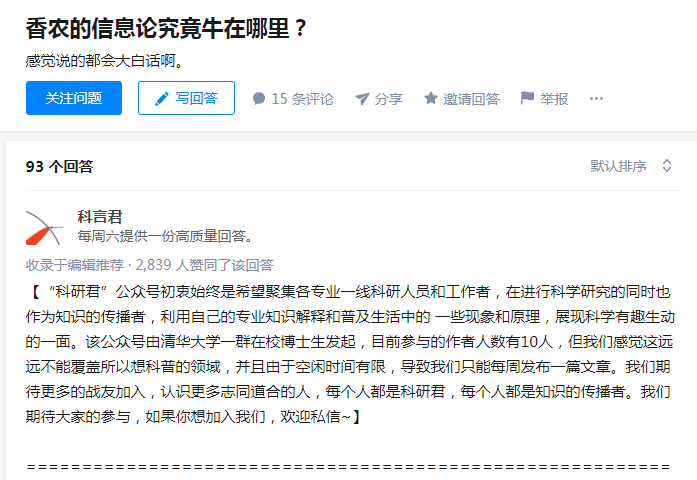 香农的信息论究竟牛在哪里？
感觉说的都会大白话啊。
关注问题 写回答 15 条评论 分享 邀请回答 举报 ···
93 个回答 默认排序
科言君
每周六提供一份高质量回答。
收录于编辑推荐 · 2,839 人赞同了该回答
【“科研君”公众号初衷始终是希望聚集各专业一线科研人员和工作者，在进行科学研究的同时也
作为知识的传播者，利用自己的专业知识解释和普及生活中的 一些现象和原理，展现科学有趣生动
的一面。该公众号由清华大学一群在校博士生发起，目前参与的作者人数有10人，但我们感觉这远
远不能覆盖所以想科普的领域，并且由于空闲时间有限，导致我们只能每周发布一篇文章。我们期
待更多的战友加入，认识更多志同道合的人，每个人都是科研君，每个人都是知识的传播者。我们
期待大家的参与，如果你想加入我们，欢迎私信~】
==========================================================